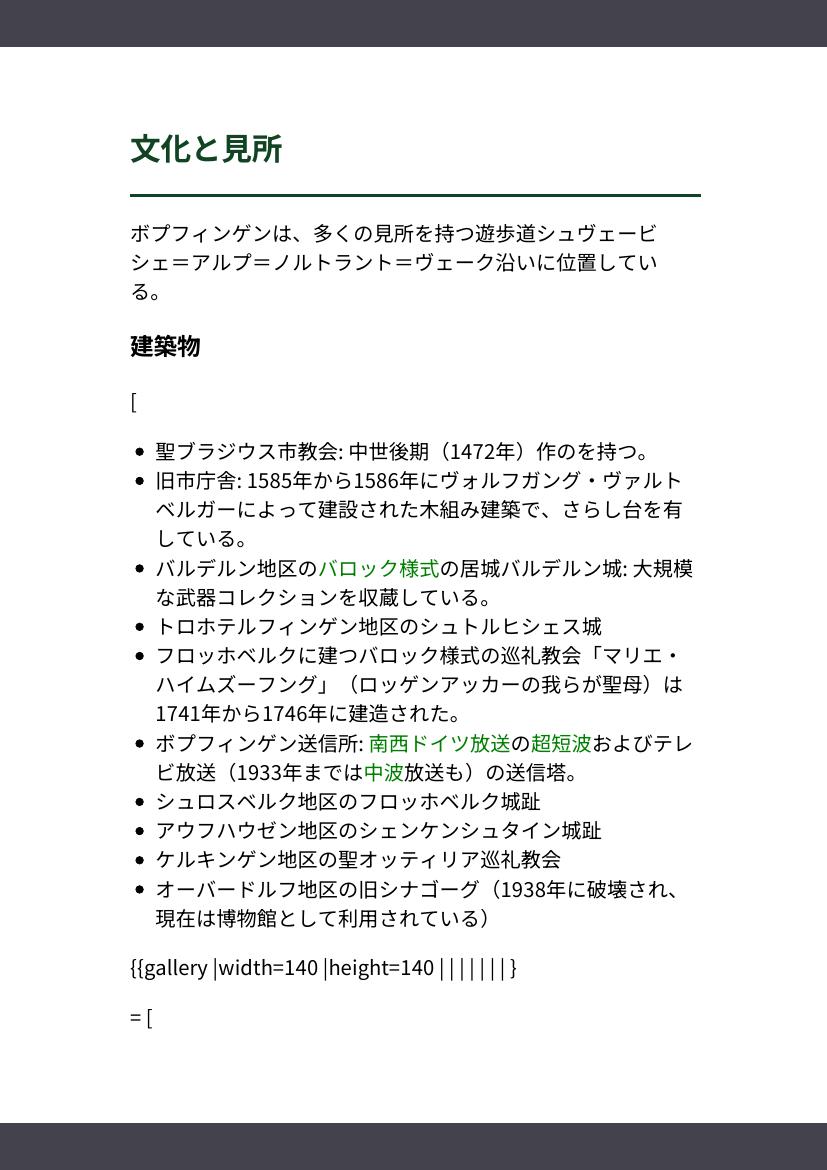 文化と見所
ボプフィンゲンは、多くの見所を持つ遊歩道シュヴェービ
シェ＝アルプ＝ノルトラント＝ヴェーク沿いに位置してい
る。
建築物
[
• 聖ブラジウス市教会: 中世後期（1472年）作のを持つ。
• 旧市庁舎: 1585年から1586年にヴォルフガング・ヴァルト
ベルガーによって建設された木組み建築で、さらし台を有
している。
• バルデルン地区のバロック様式の居城バルデルン城: 大規模
な武器コレクションを収蔵している。
• トロホテルフィンゲン地区のシュトルヒシェス城
• フロッホベルクに建つバロック様式の巡礼教会「マリエ・
ハイムズーフング」（ロッゲンアッカーの我らが聖母）は
1741年から1746年に建造された。
• ボプフィンゲン送信所: 南西ドイツ放送の超短波およびテレ
ビ放送（1933年までは中波放送も）の送信塔。
• シュロスベルク地区のフロッホベルク城趾
• アウフハウゼン地区のシェンケンシュタイン城趾
• ケルキンゲン地区の聖オッティリア巡礼教会
• オーバードルフ地区の旧シナゴーグ（1938年に破壊され、
現在は博物館として利用されている）
{{gallery |width=140 |height=140 | | | | | | | }
= [